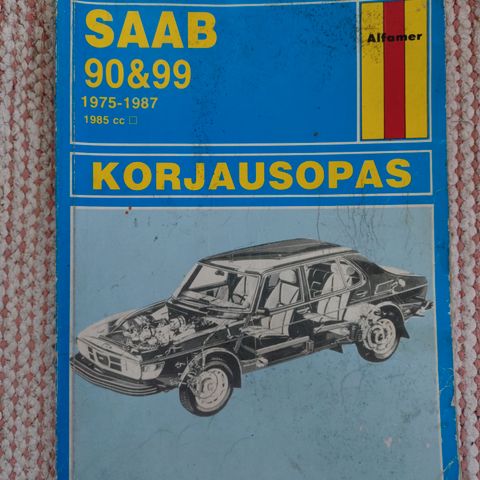 SAAB
Alfamer
90&99
1975-1987
1985 cc □
KORJAUSOPAS